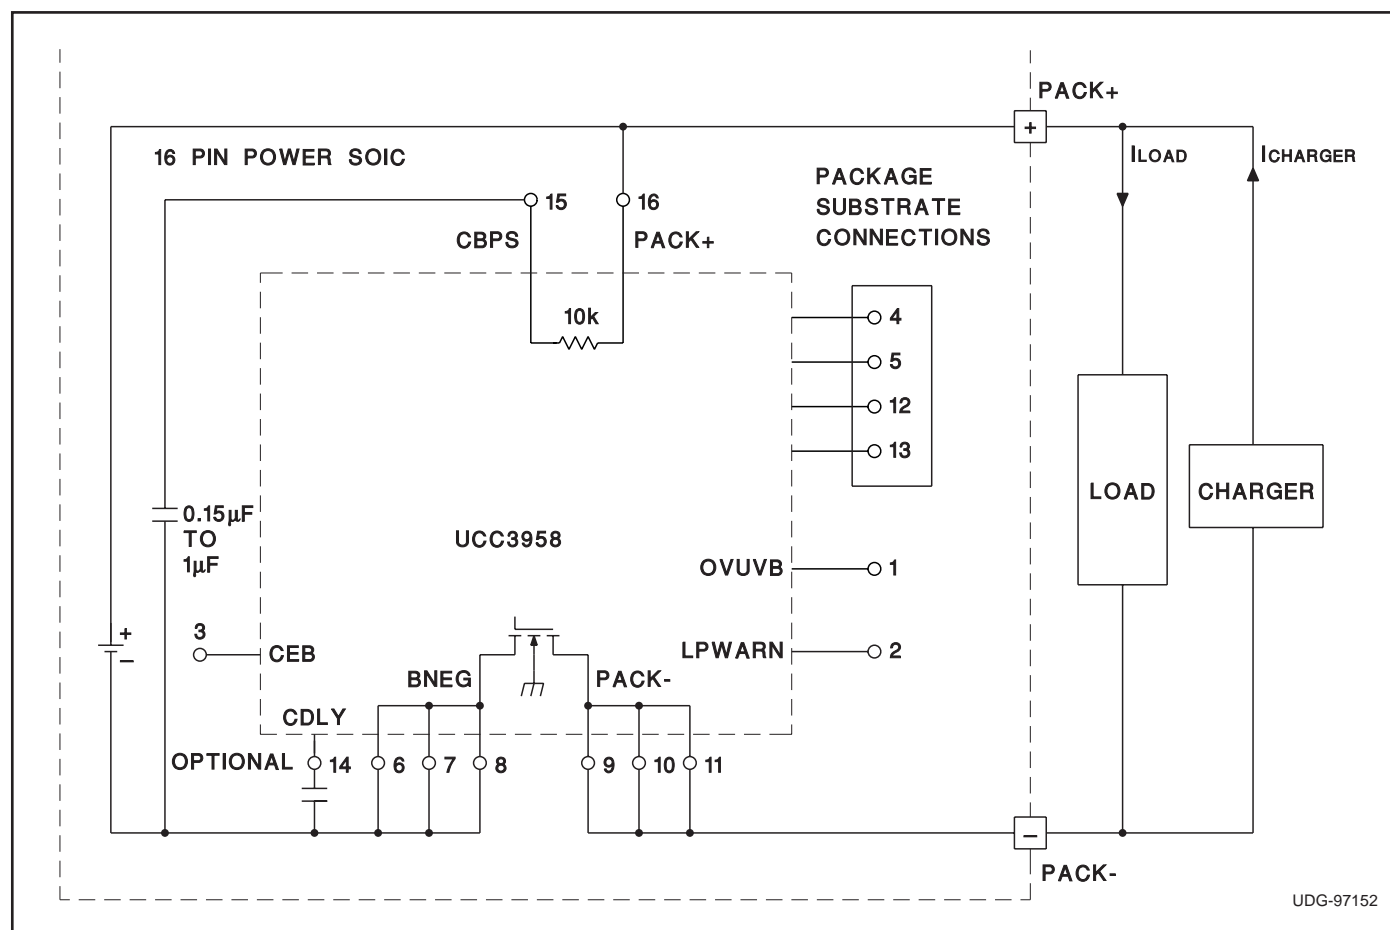 PACK+
+
16 PIN POWER SOIC
ILOAD
ICHARGER
PACKAGE
SUBSTRATE
CONNECTIONS
15
16
CBPS
PACK+
10k
4
5
12
13
LOAD
CHARGER
0.15µF
TO
1µF
UCC3958
OVUVB
1
+
–
3
CEB
LPWARN
2
BNEG
PACK-
CDLY
OPTIONAL
14
6
7
8
9
10
11
–
PACK-
UDG-97152